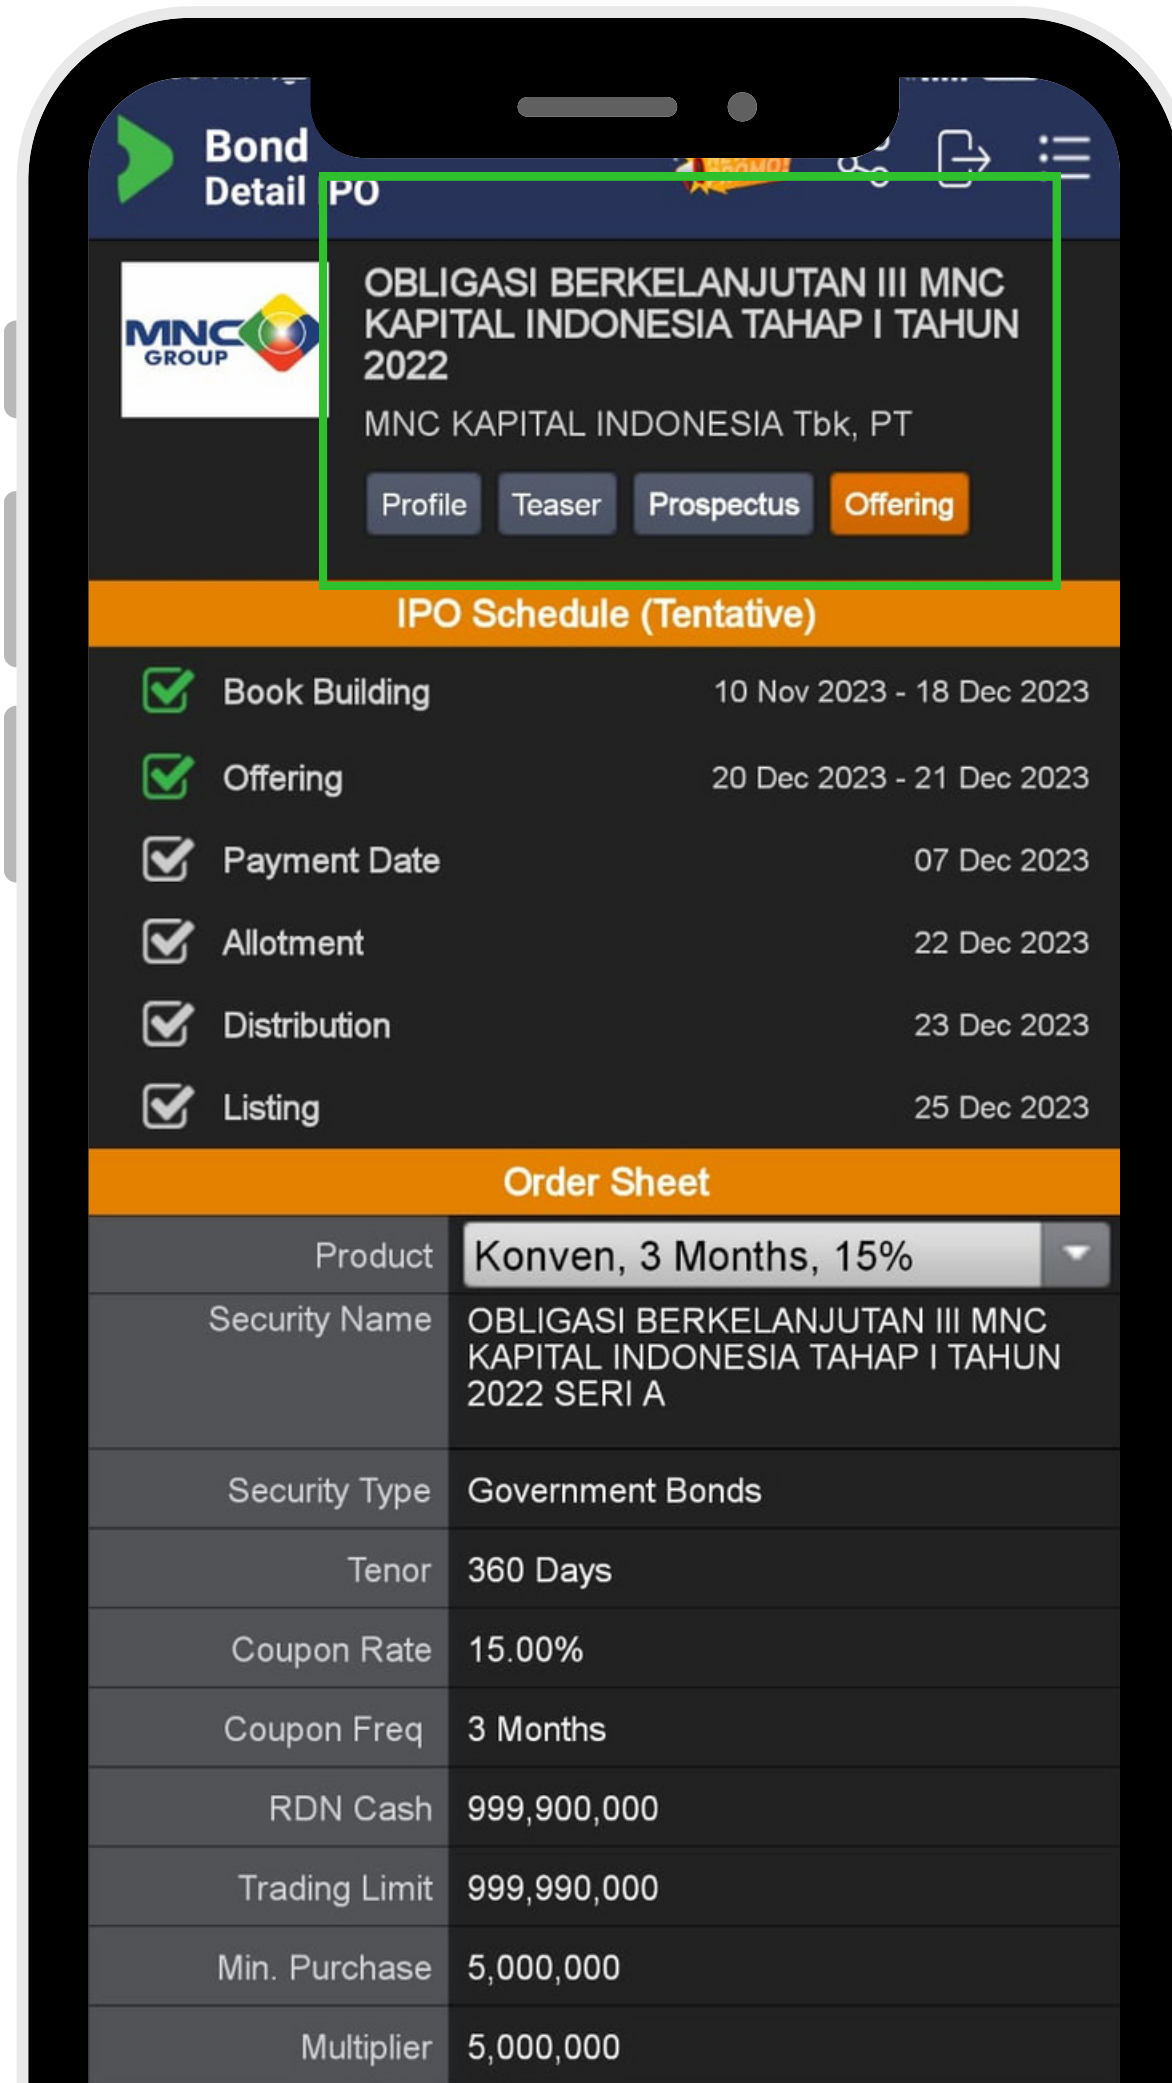 Bond
Detail IPO
MNC
GROUP
OBLIGASI BERKELANJUTAN III MNC
KAPITAL INDONESIA TAHAP I TAHUN
2022
MNC KAPITAL INDONESIA Tbk, PT
Profile Teaser Prospectus Offering
IPO Schedule (Tentative)
Book Building 10 Nov 2023 - 18 Dec 2023
Offering 20 Dec 2023 - 21 Dec 2023
Payment Date 07 Dec 2023
Allotment 22 Dec 2023
Distribution 23 Dec 2023
Listing 25 Dec 2023
Order Sheet
Product Konven, 3 Months, 15%
Security Name OBLIGASI BERKELANJUTAN III MNC
KAPITAL INDONESIA TAHAP I TAHUN
2022 SERI A
Security Type Government Bonds
Tenor 360 Days
Coupon Rate 15.00%
Coupon Freq 3 Months
RDN Cash 999,900,000
Trading Limit 999,990,000
Min. Purchase 5,000,000
Multiplier 5,000,000